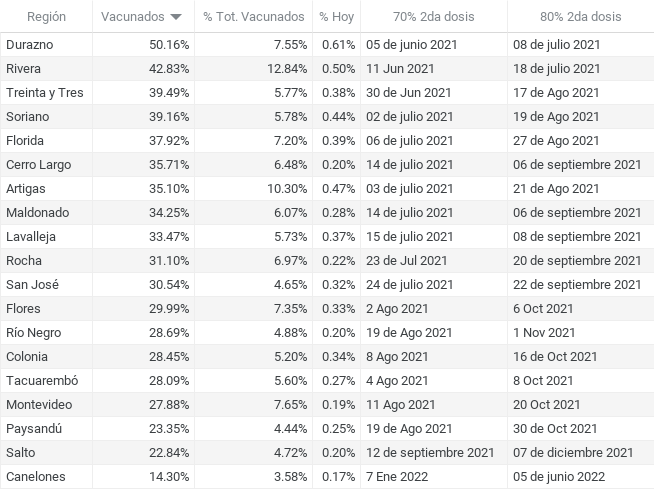 Región Vacunados % Tot. Vacunados % Hoy 70% 2da dosis 80% 2da dosis
Durazno 50.16% 7.55% 0.61% 05 de junio 2021 08 de julio 2021
Rivera 42.83% 12.84% 0.50% 11 Jun 2021 18 de julio 2021
Treinta y Tres 39.49% 5.77% 0.38% 30 de Jun 2021 17 de Ago 2021
Soriano 39.16% 5.78% 0.44% 02 de julio 2021 19 de Ago 2021
Florida 37.92% 7.20% 0.39% 06 de julio 2021 27 de Ago 2021
Cerro Largo 35.71% 6.48% 0.20% 14 de julio 2021 06 de septiembre 2021
Artigas 35.10% 10.30% 0.47% 03 de julio 2021 21 de Ago 2021
Maldonado 34.25% 6.07% 0.28% 14 de julio 2021 06 de septiembre 2021
Lavalleja 33.47% 5.73% 0.37% 15 de julio 2021 08 de septiembre 2021
Rocha 31.10% 6.97% 0.22% 23 de Jul 2021 20 de septiembre 2021
San José 30.54% 4.65% 0.32% 24 de julio 2021 22 de septiembre 2021
Flores 29.99% 7.35% 0.33% 2 Ago 2021 6 Oct 2021
Río Negro 28.69% 4.88% 0.20% 19 de Ago 2021 1 Nov 2021
Colonia 28.45% 5.20% 0.34% 8 Ago 2021 16 de Oct 2021
Tacuarembó 28.09% 5.60% 0.27% 4 Ago 2021 8 Oct 2021
Montevideo 27.88% 7.65% 0.19% 11 Ago 2021 20 Oct 2021
Paysandú 23.35% 4.44% 0.25% 19 de Ago 2021 30 de Oct 2021
Salto 22.84% 4.72% 0.20% 12 de septiembre 2021 07 de diciembre 2021
Canelones 14.30% 3.58% 0.17% 7 Ene 2022 05 de junio 2022